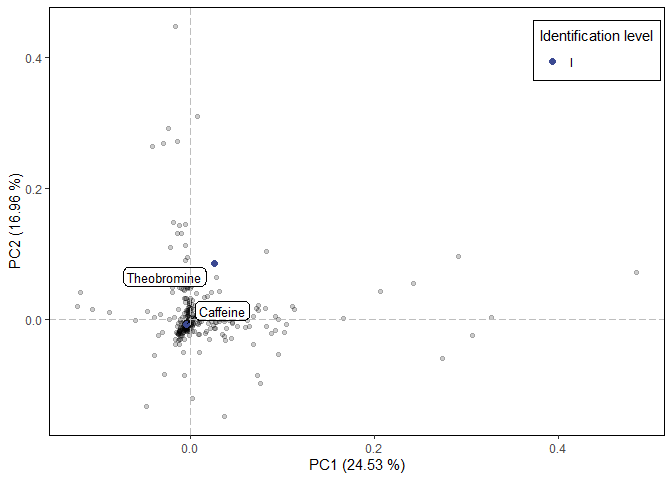 Identification level
I
0.4
0.2
0.0
PC2 (16.96 %)
Theobromine
Caffeine
0.0
0.2
0.4
PC1 (24.53 %)